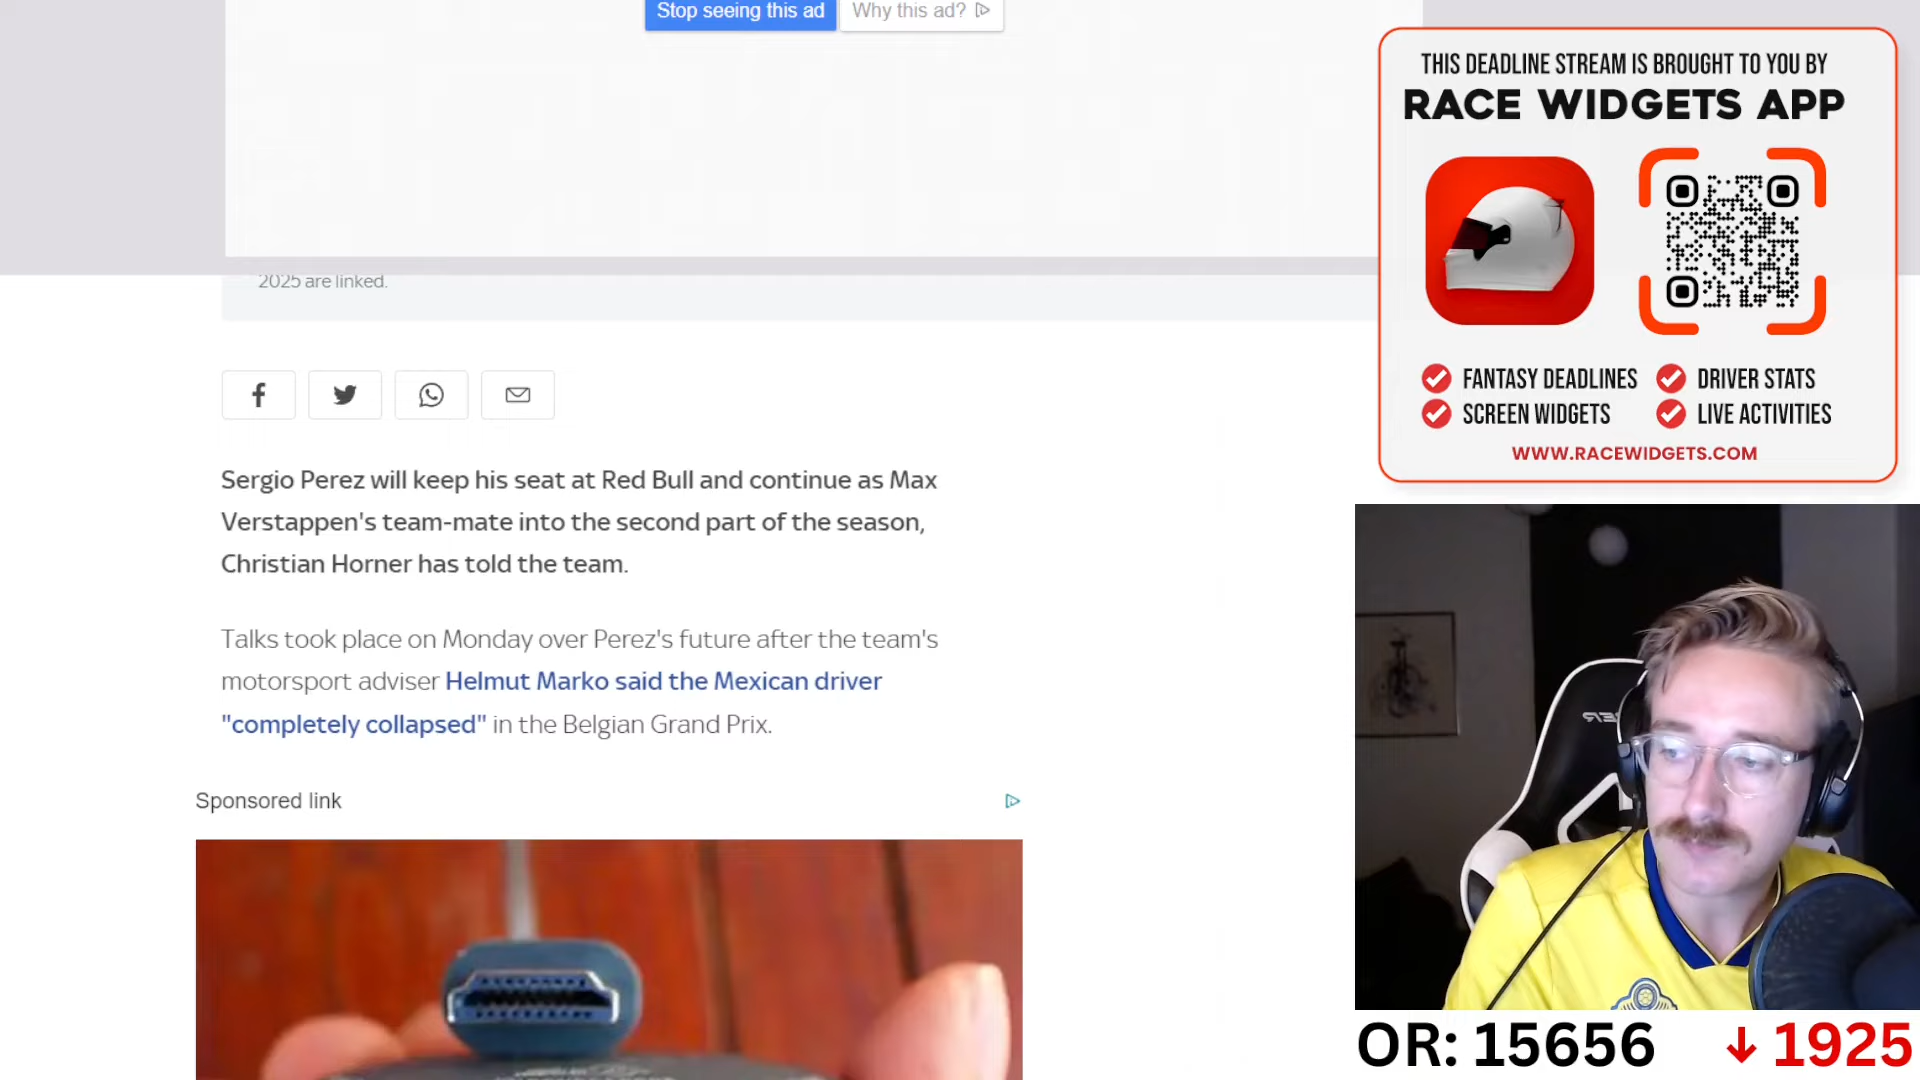 Stop seeing this ad
Why this ad?
2025 are linked.
Sergio Perez will keep his seat at Red Bull and continue as Max
Verstappen's team-mate into the second part of the season,
Christian Horner has told the team.
Talks took place on Monday over Perez's future after the team's
motorsport adviser Helmut Marko said the Mexican driver
"completely collapsed" in the Belgian Grand Prix.
Sponsored link
THIS DEADLINE STREAM IS BROUGHT TO YOU BY
RACE WIDGETS APP
FANTASY DEADLINES
DRIVER STATS
SCREEN WIDGETS
LIVE ACTIVITIES
WWW.RACEWIDGETS.COM
OR: 15656
↓ 1925